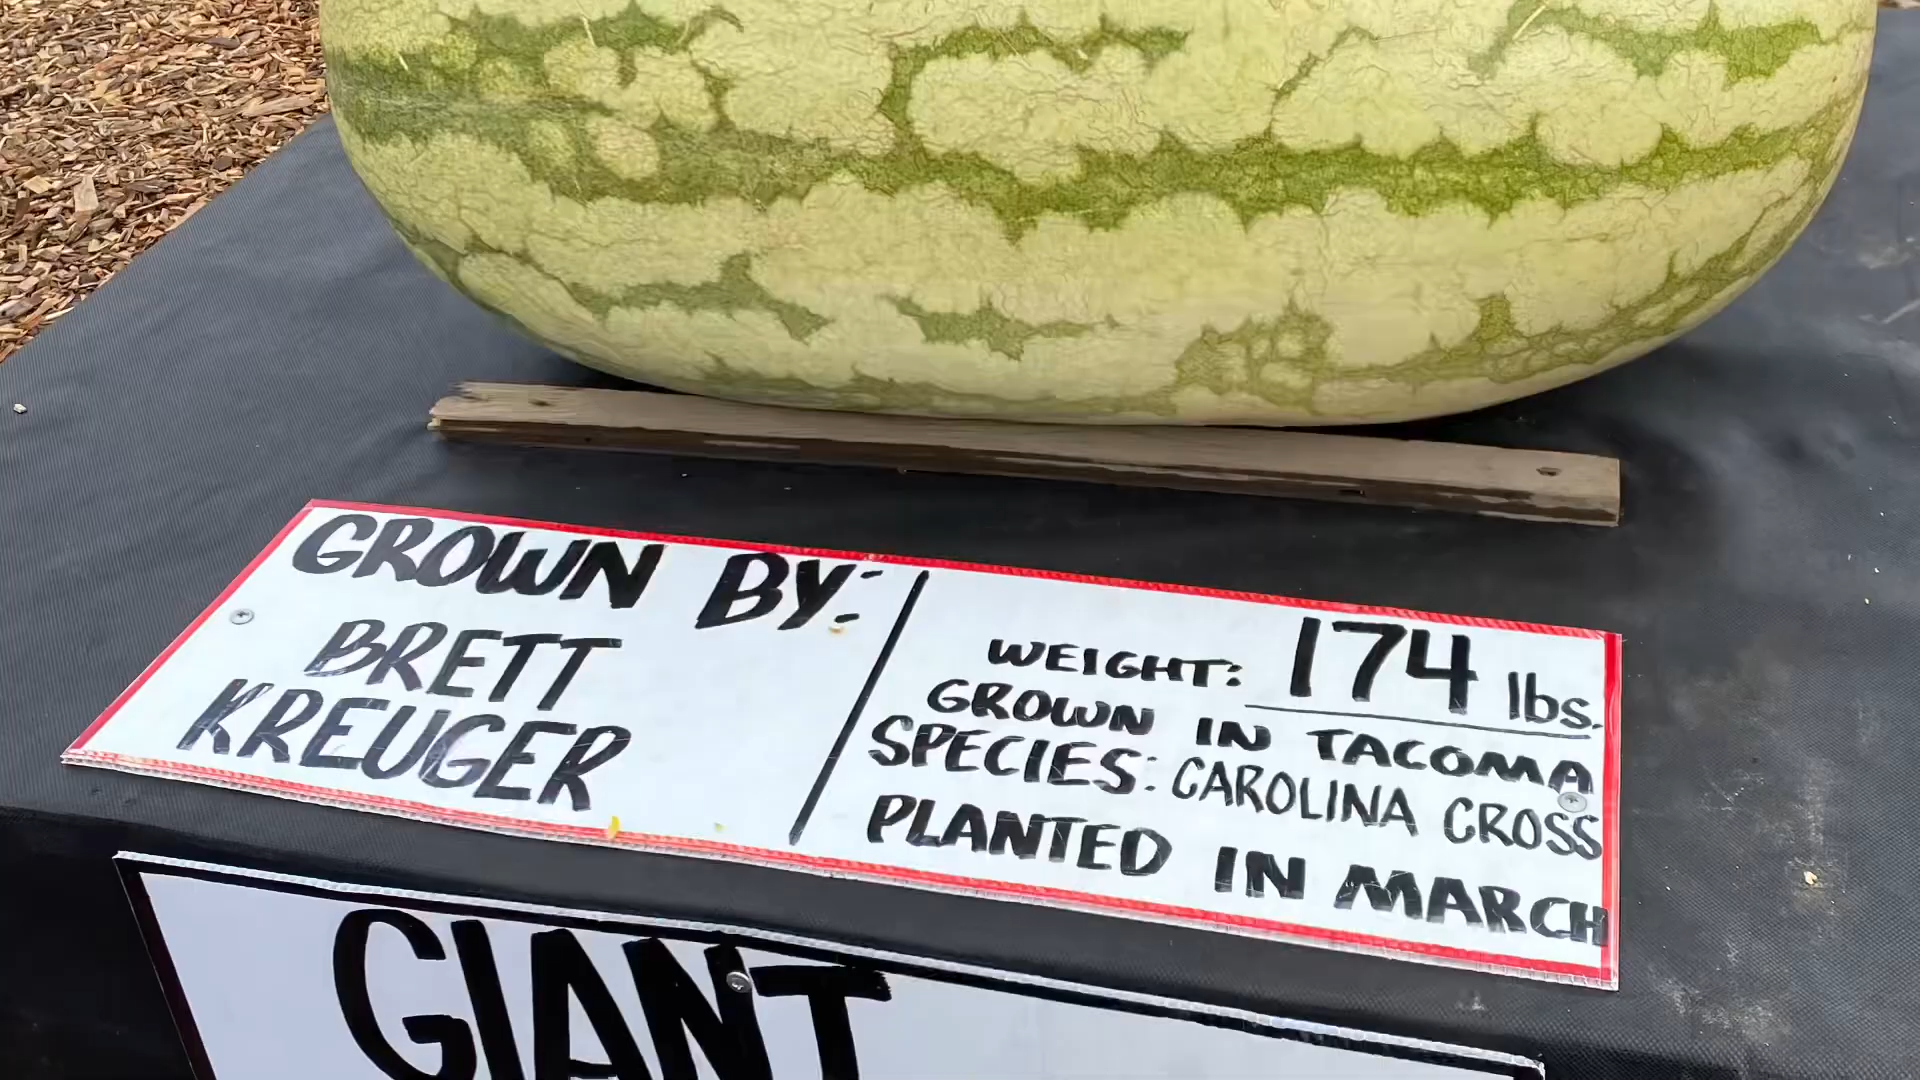 GROWN BY:
BRETT
KREUGER
WEIGHT: 174 lbs.
GROWN IN TACOMA
SPECIES: CAROLINA CROSS
PLANTED IN MARCH
GIANT